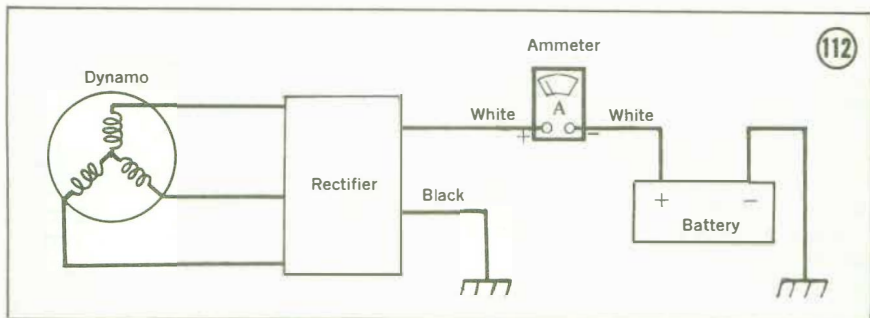 112
Ammeter
Dynamo
A
White
White
+
-
Rectifier
Black
+
-
Battery